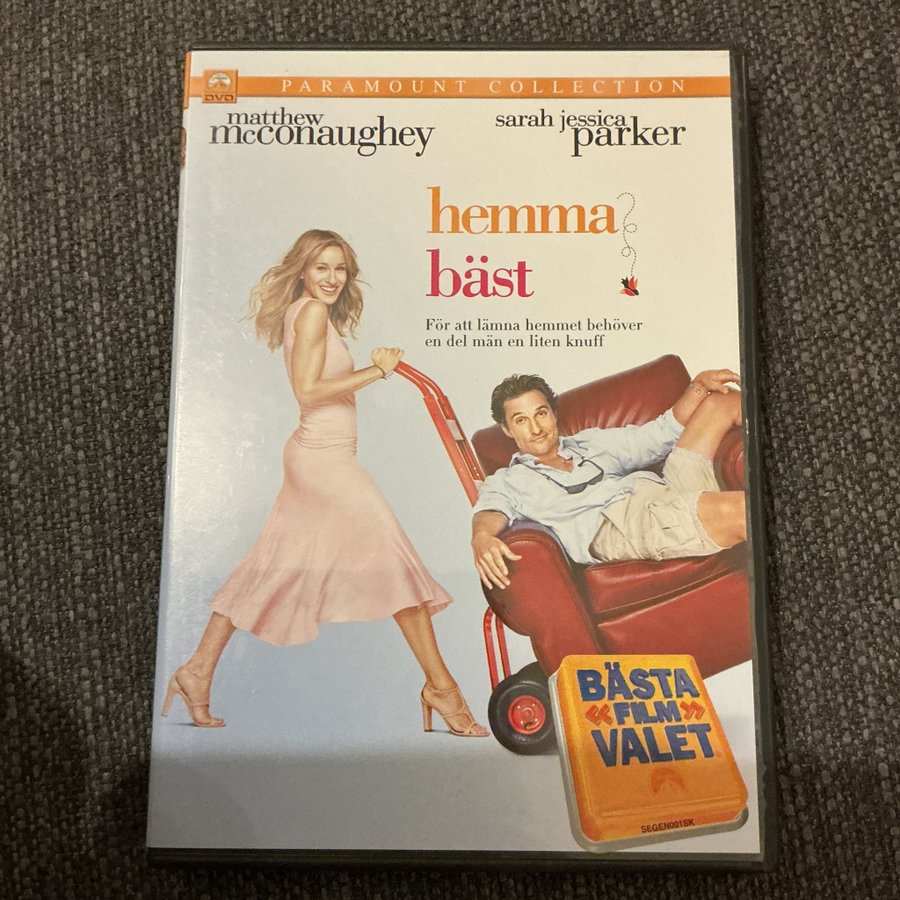 PARAMOUNT COLLECTION
DVD
matthew
mcconaughey
sarah jessica
parker
hemma
bäst
För att lämna hemmet behöver
en del män en liten knuff
BÄSTA
«FILM»
VALET
SEGEN001SK